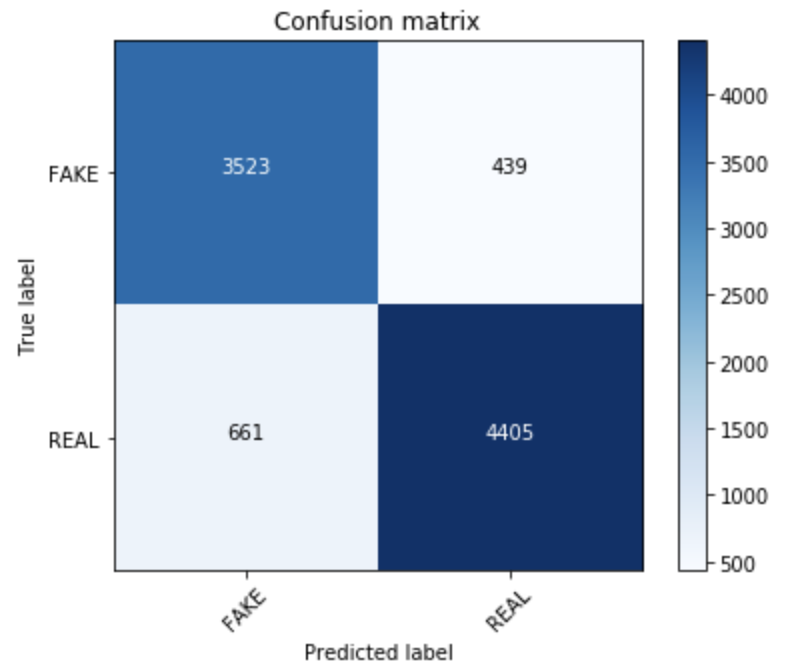 Confusion matrix
FAKE
3523
439
REAL
661
4405
True label
FAKE
REAL
Predicted label
4000
3500
3000
2500
2000
1500
1000
500